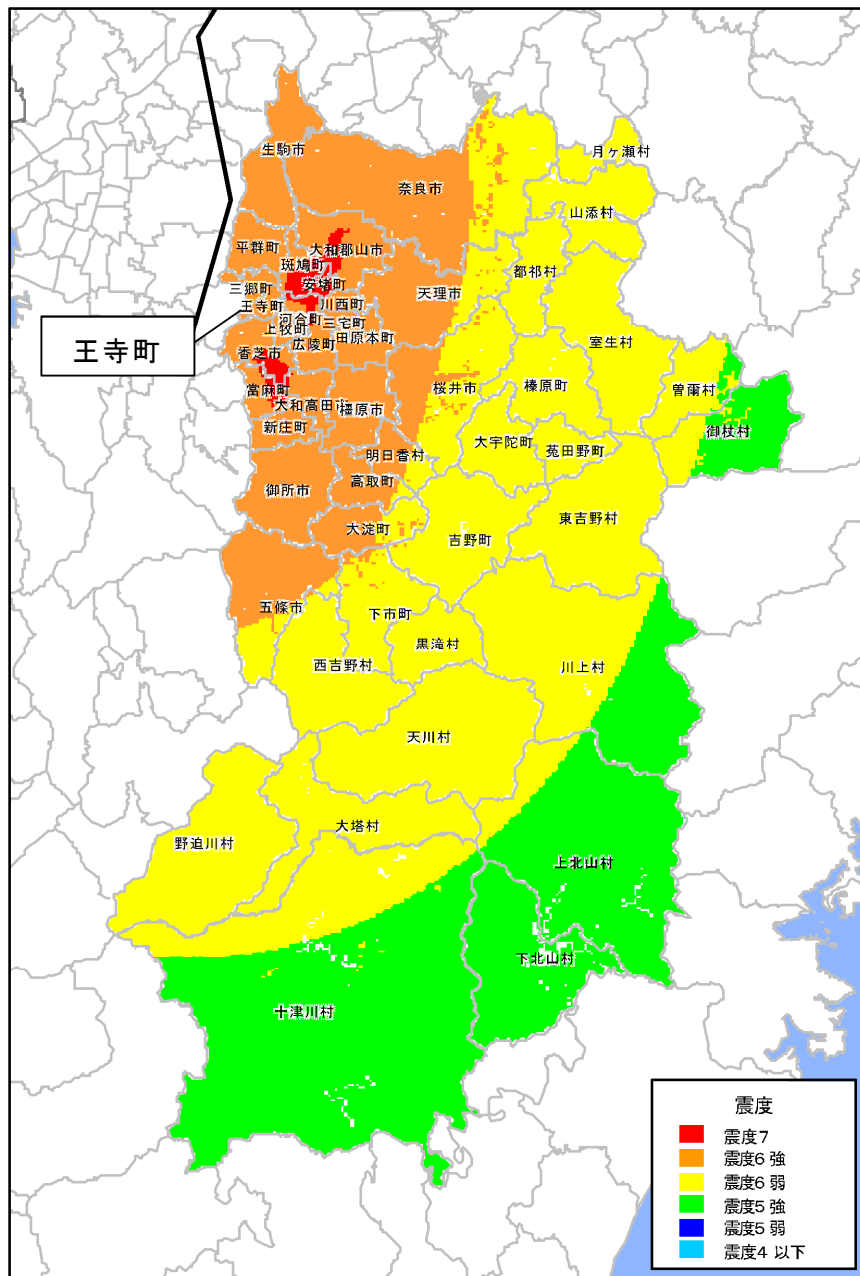 月ヶ瀬村
生駒市
奈良市
山添村
平群町
大和郡山市
斑鳩町
都祁村
三郷町
安堵町
天理市
王寺町
川西町
河合町
三宅町
上牧町
広陵町
田原本町
室生村
王寺町
香芝市
曽爾村
當麻町
桜井市
榛原町
大和高田市
橿原市
新庄町
御杖村
大宇陀町
菟田野町
明日香村
高取町
御所市
東吉野村
大淀町
吉野町
五條市
下市町
黒滝村
西吉野村
川上村
天川村
大塔村
野迫川村
上北山村
下北山村
十津川村
震度
震度7
震度6 強
震度6 弱
震度5 強
震度5 弱
震度4 以下